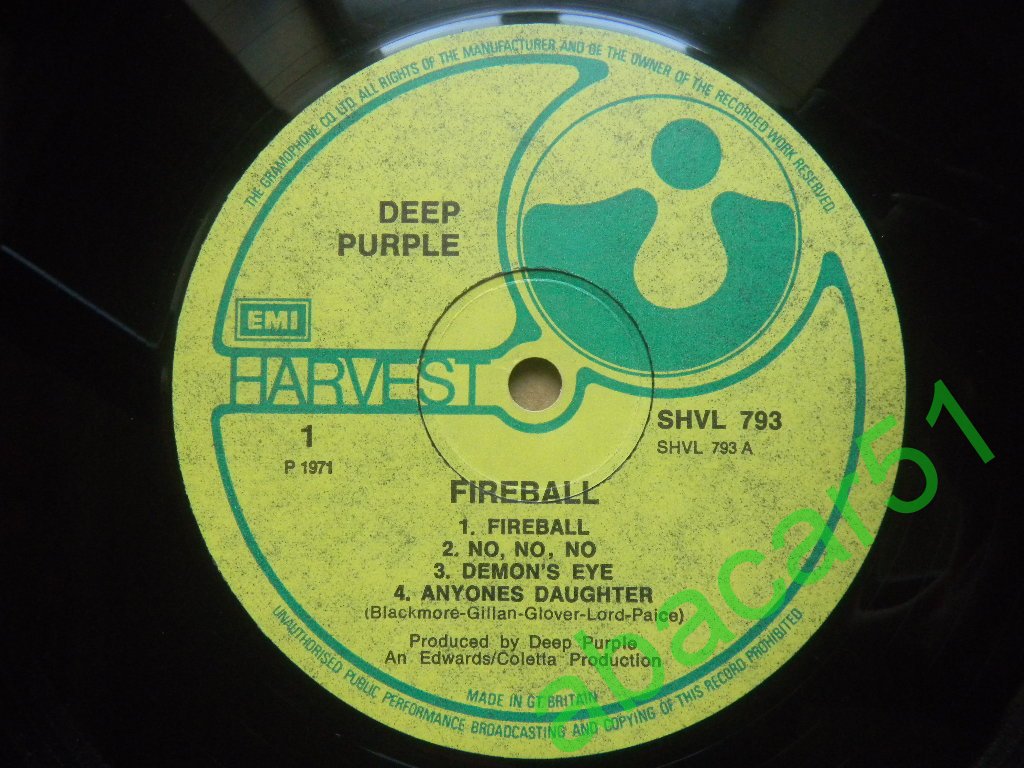 THE GRAMOPHONE CO LTD. ALL RIGHTS OF THE MANUFACTURER AND OF THE OWNER OF THE RECORDED WORK RESERVED.
DEEP
PURPLE
EMI
HARVEST
1
P 1971
SHVL 793
SHVL 793 A
FIREBALL
1. FIREBALL
2. NO, NO, NO
3. DEMON'S EYE
4. ANYONES DAUGHTER
(Blackmore-Gillan-Glover-Lord-Paice)
Produced by Deep Purple
An Edwards/Coletta Production
MADE IN GT. BRITAIN
UNAUTHORISED PUBLIC PERFORMANCE BROADCASTING AND COPYING OF THIS RECORD PROHIBITED
abacar51